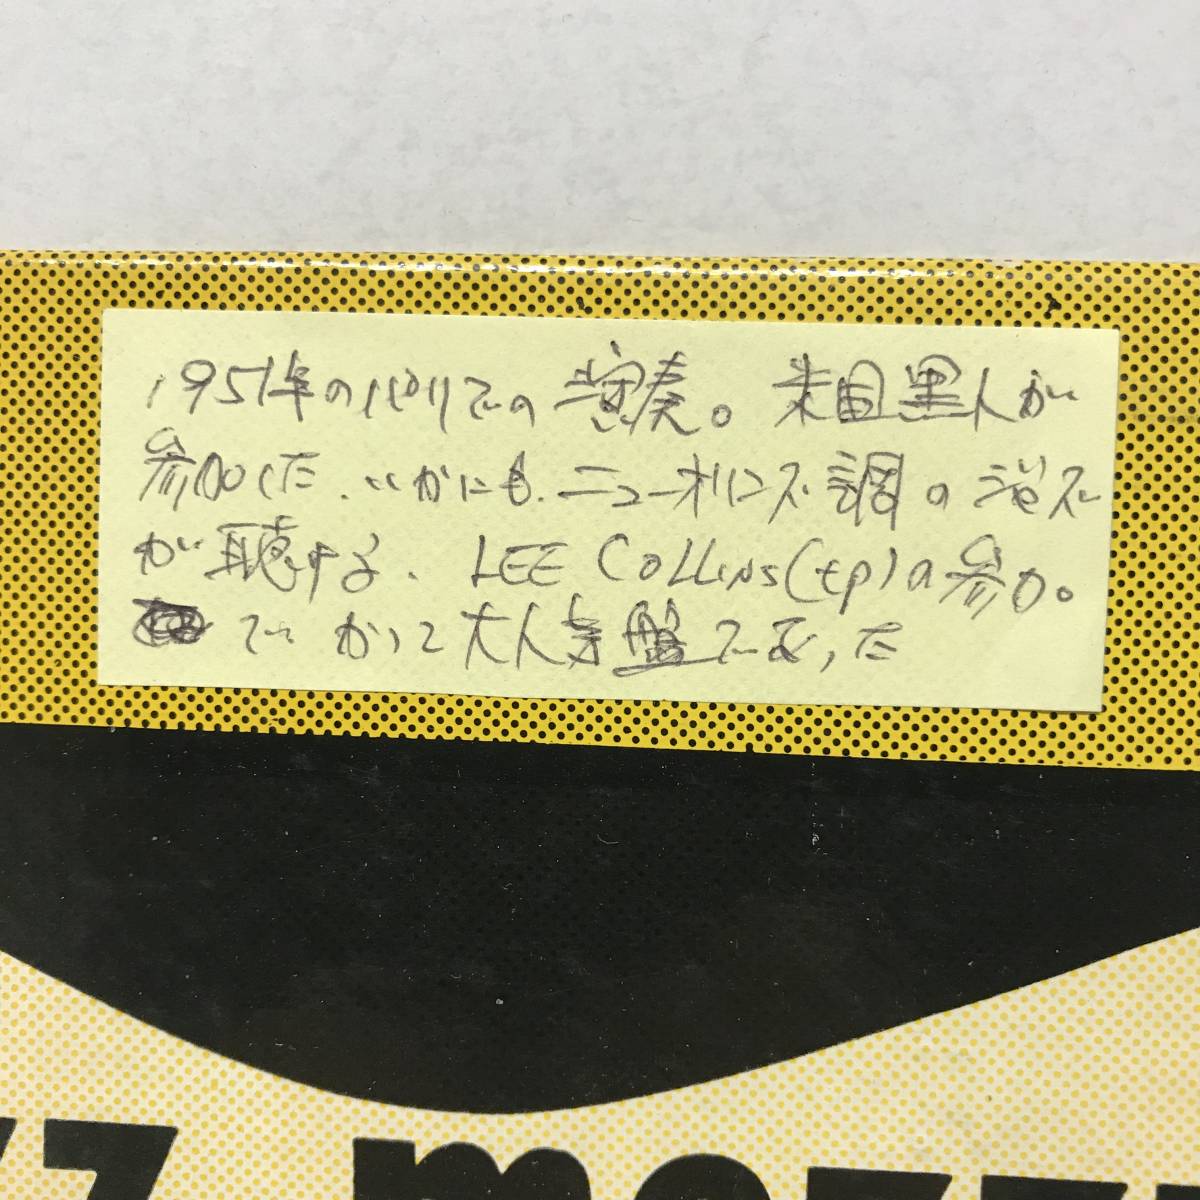 1951年のパリでの演奏。米国黒人が
参加した、いかにも、ニューオリンズ調のジャズ
が聴ける、LEE COLLINS(tp)の参加。
で かつて大人気盤であった